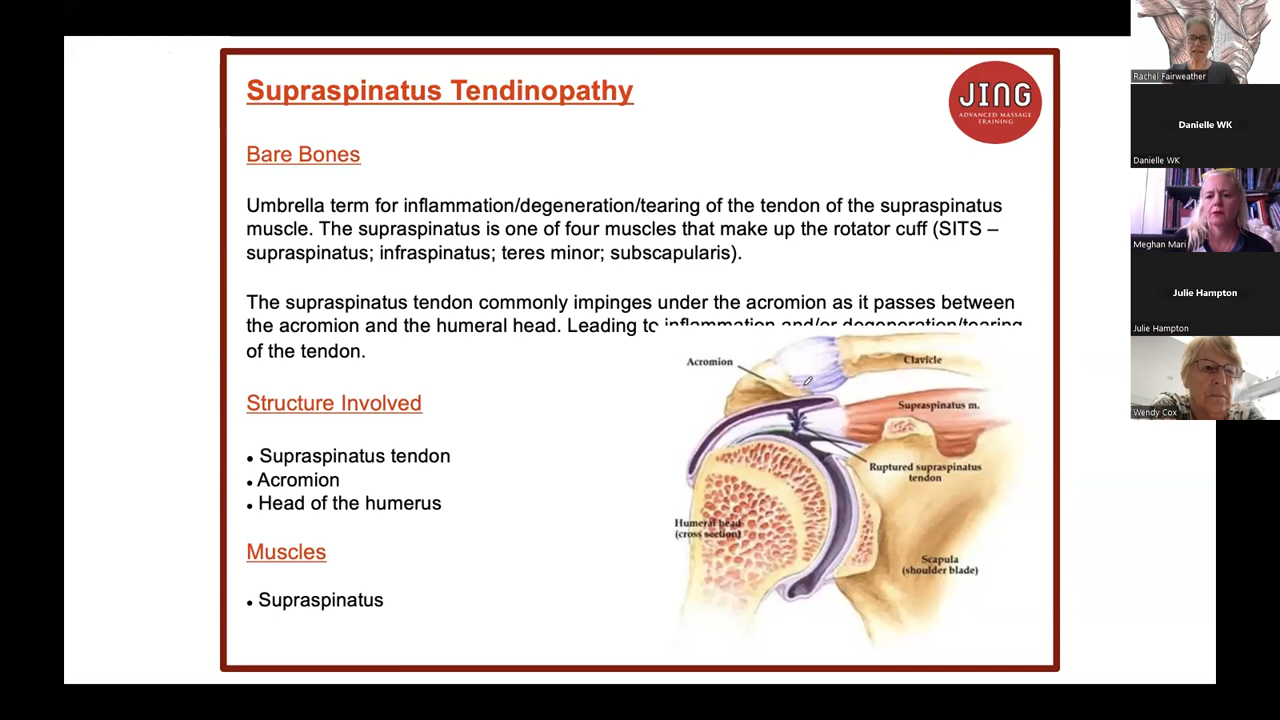 Supraspinatus Tendinopathy
JING
ADVANCED MASSAGE
TRAINING
Bare Bones
Umbrella term for inflammation/degeneration/tearing of the tendon of the supraspinatus
muscle. The supraspinatus is one of four muscles that make up the rotator cuff (SITS –
supraspinatus; infraspinatus; teres minor; subscapularis).
The supraspinatus tendon commonly impinges under the acromion as it passes between
the acromion and the humeral head. Leading to inflammation and/or degeneration/tearing
of the tendon.
Structure Involved
• Supraspinatus tendon
• Acromion
• Head of the humerus
Muscles
• Supraspinatus
Acromion
Clavicle
Supraspinatus m.
Ruptured supraspinatus
tendon
Humeral head
(cross section)
Scapula
(shoulder blade)
Rachel Fairweather
Danielle WK
Danielle WK
Meghan Mari
Julie Hampton
Julie Hampton
Wendy Cox